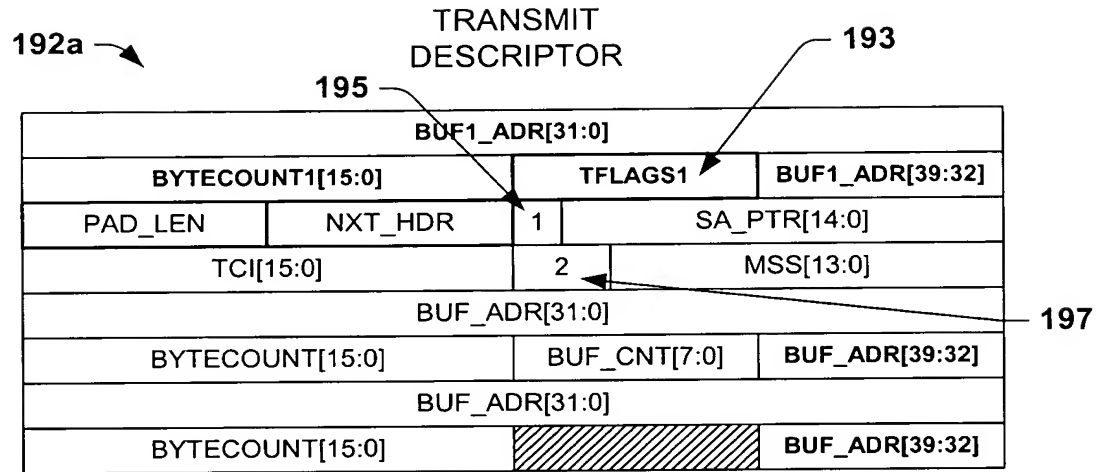 TRANSMIT
DESCRIPTOR
192a
193
195
BUF1_ADR[31:0]
BYTECOUNT1[15:0] TFLAGS1 BUF1_ADR[39:32]
PAD_LEN NXT_HDR 1 SA_PTR[14:0]
TCI[15:0] 2 MSS[13:0]
BUF_ADR[31:0]
197
BYTECOUNT[15:0] BUF_CNT[7:0] BUF_ADR[39:32]
BUF_ADR[31:0]
BYTECOUNT[15:0] BUF_ADR[39:32]